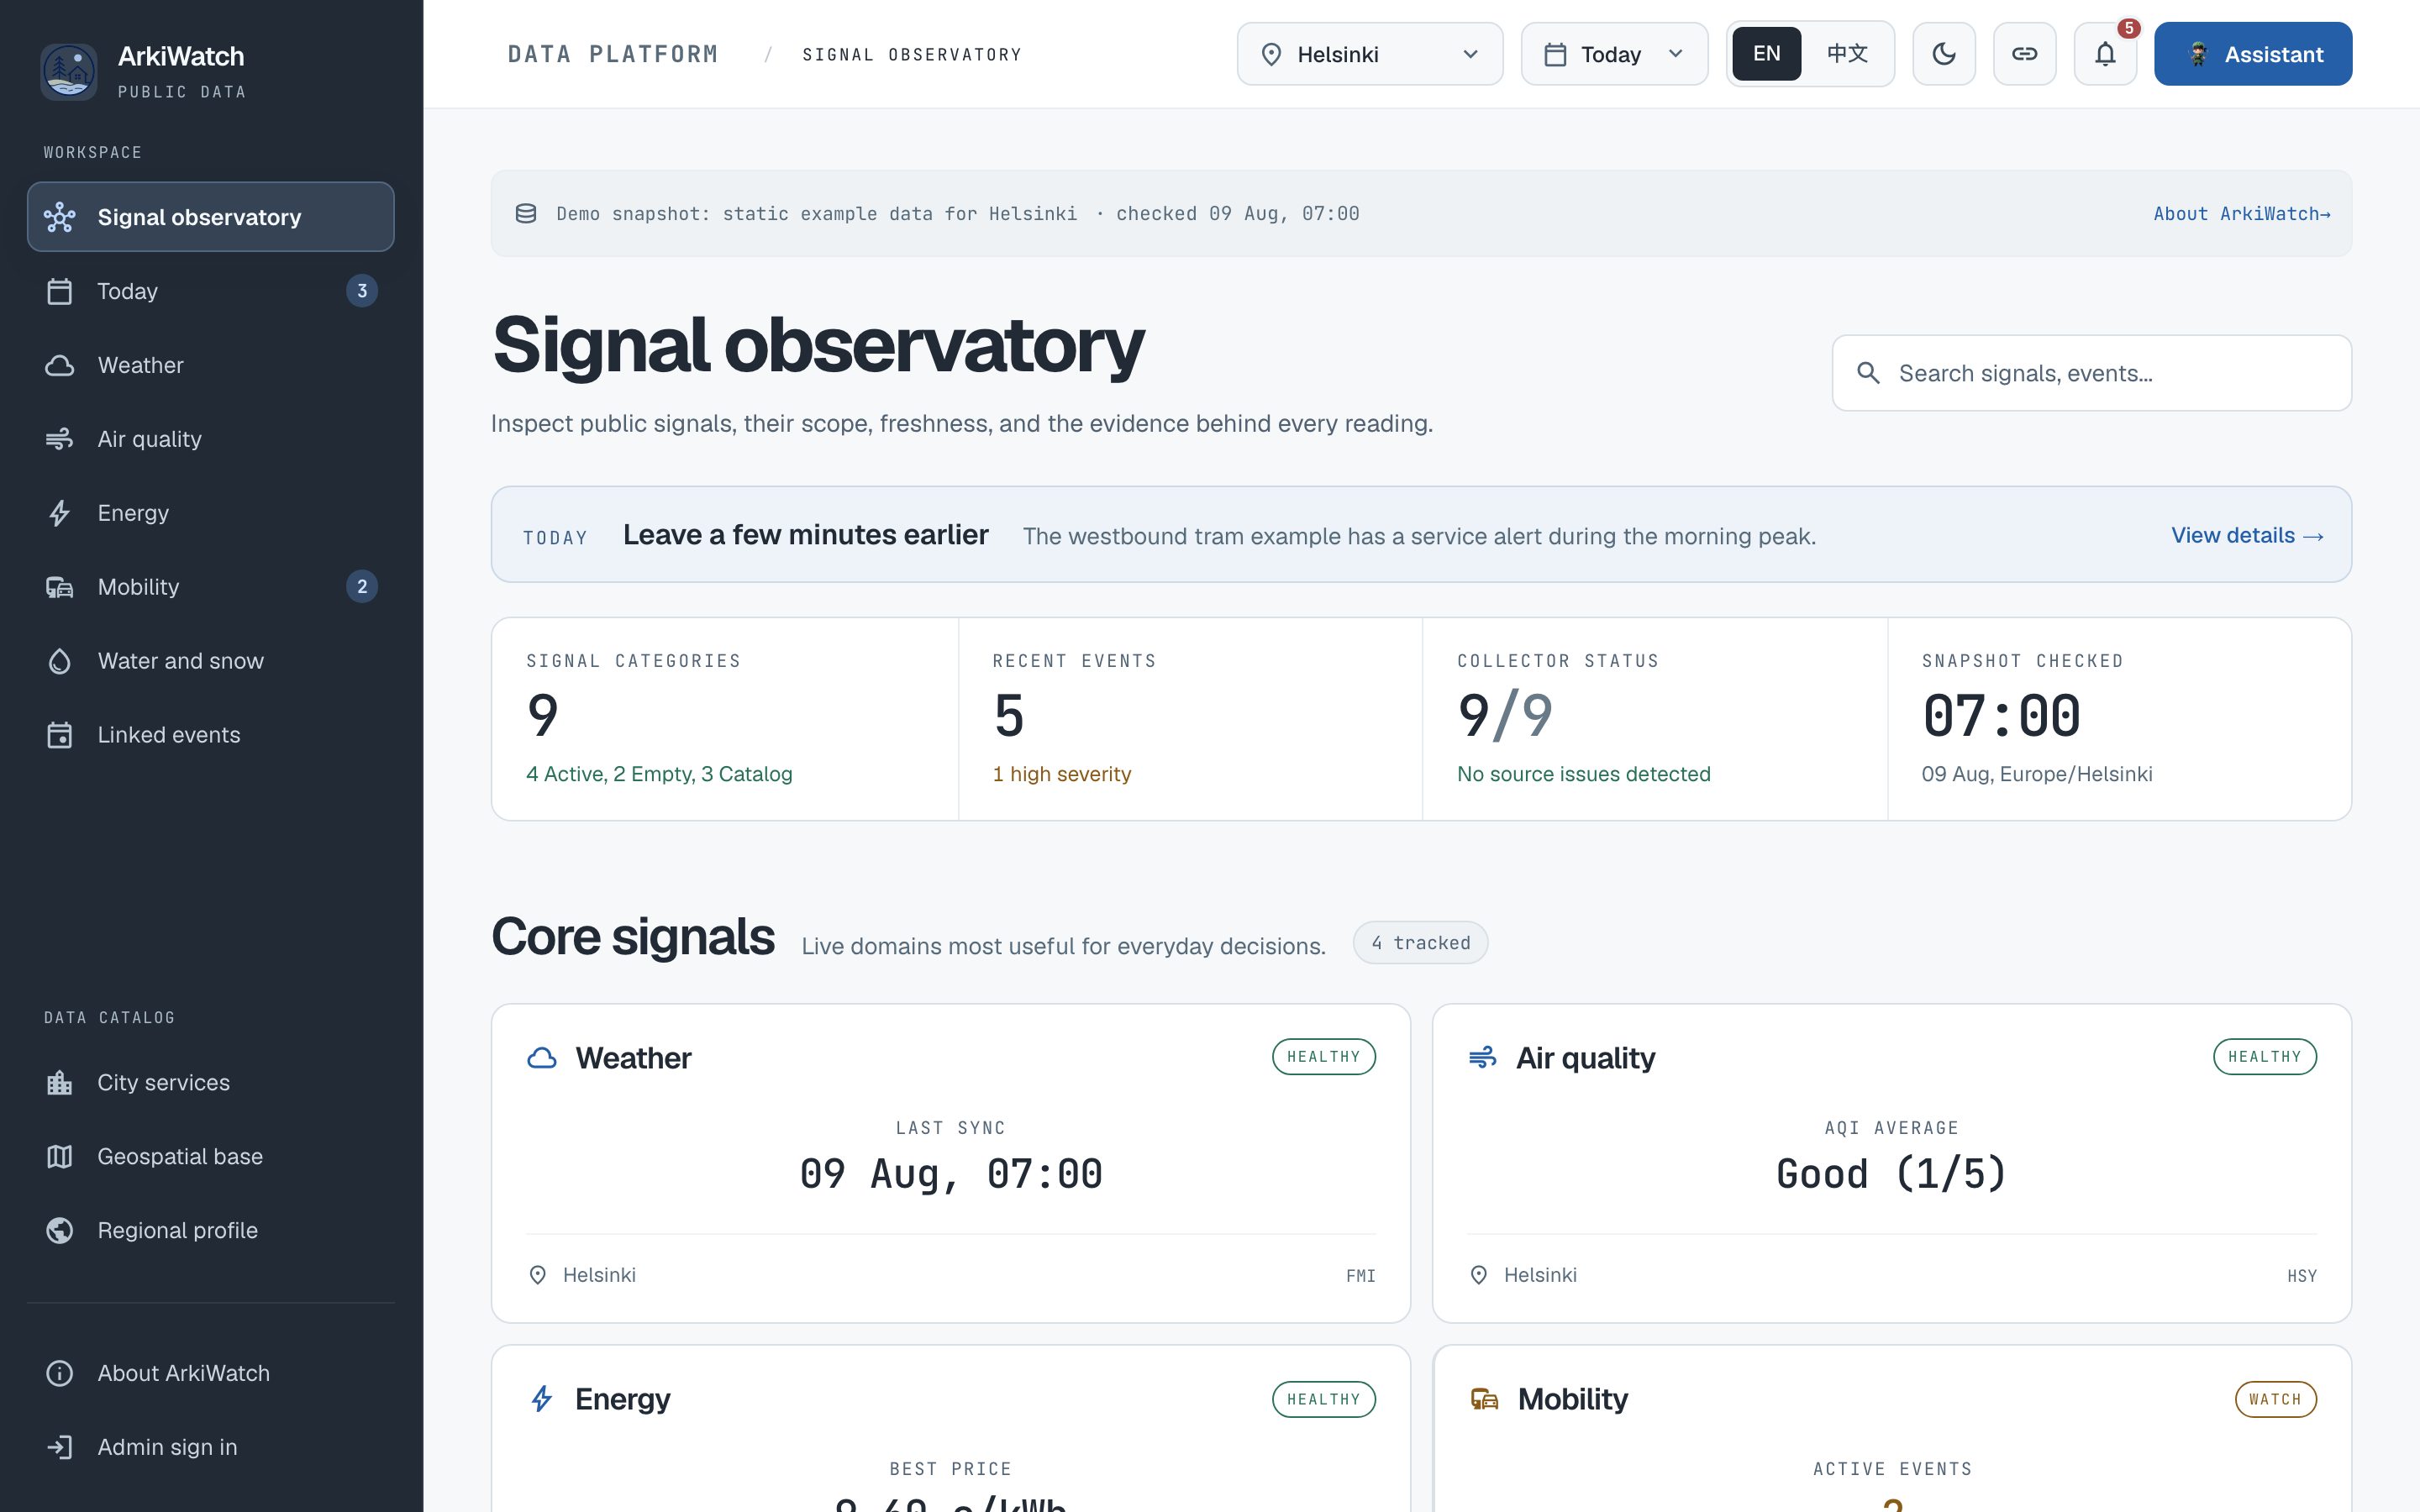 ArkiWatch
PUBLIC DATA
WORKSPACE
Signal observatory
Today 3
Weather
Air quality
Energy
Mobility 2
Water and snow
Linked events
DATA CATALOG
City services
Geospatial base
Regional profile
About ArkiWatch
Admin sign in
DATA PLATFORM / SIGNAL OBSERVATORY
Helsinki
Today
EN 中文
5
Assistant
Demo snapshot: static example data for Helsinki · checked 09 Aug, 07:00
About ArkiWatch→
Signal observatory
Inspect public signals, their scope, freshness, and the evidence behind every reading.
Search signals, events...
TODAY Leave a few minutes earlier The westbound tram example has a service alert during the morning peak. View details →
SIGNAL CATEGORIES
9
4 Active, 2 Empty, 3 Catalog
RECENT EVENTS
5
1 high severity
COLLECTOR STATUS
9/9
No source issues detected
SNAPSHOT CHECKED
07:00
09 Aug, Europe/Helsinki
Core signals Live domains most useful for everyday decisions. 4 tracked
Weather HEALTHY
LAST SYNC
09 Aug, 07:00
Helsinki FMI
Air quality HEALTHY
AQI AVERAGE
Good (1/5)
Helsinki HSY
Energy HEALTHY
BEST PRICE
Mobility WATCH
ACTIVE EVENTS